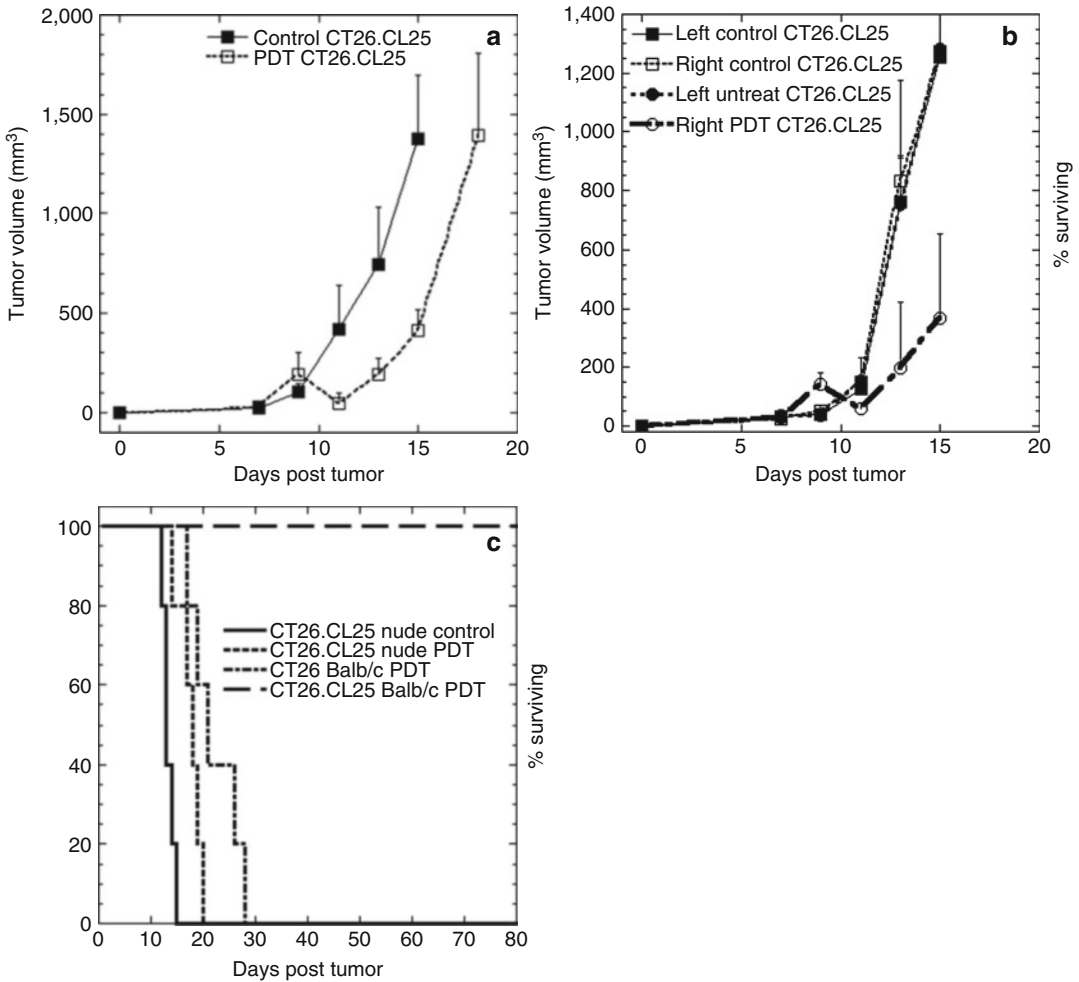 2,000
1,500
1,000
500
0
Tumor volume (mm³)
a
Control CT26.CL25
PDT CT26.CL25
0 5 10 15 20
Days post tumor
1,400
1,200
1,000
800
600
400
200
0
Tumor volume (mm³)
b
Left control CT26.CL25
Right control CT26.CL25
Left untreat CT26.CL25
Right PDT CT26.CL25
% surviving
0 5 10 15 20
Days post tumor
100
80
60
40
20
0
c
CT26.CL25 nude control
CT26.CL25 nude PDT
CT26 Balb/c PDT
CT26.CL25 Balb/c PDT
% surviving
0 10 20 30 40 50 60 70 80
Days post tumor